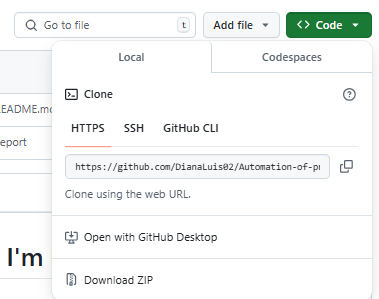 Go to file t Add file Code
Local Codespaces
EADME.md
Clone
eport
HTTPS SSH GitHub CLI
https://github.com/DianaLuis02/Automation-of-p
Clone using the web URL.
Open with GitHub Desktop
I'm
Download ZIP